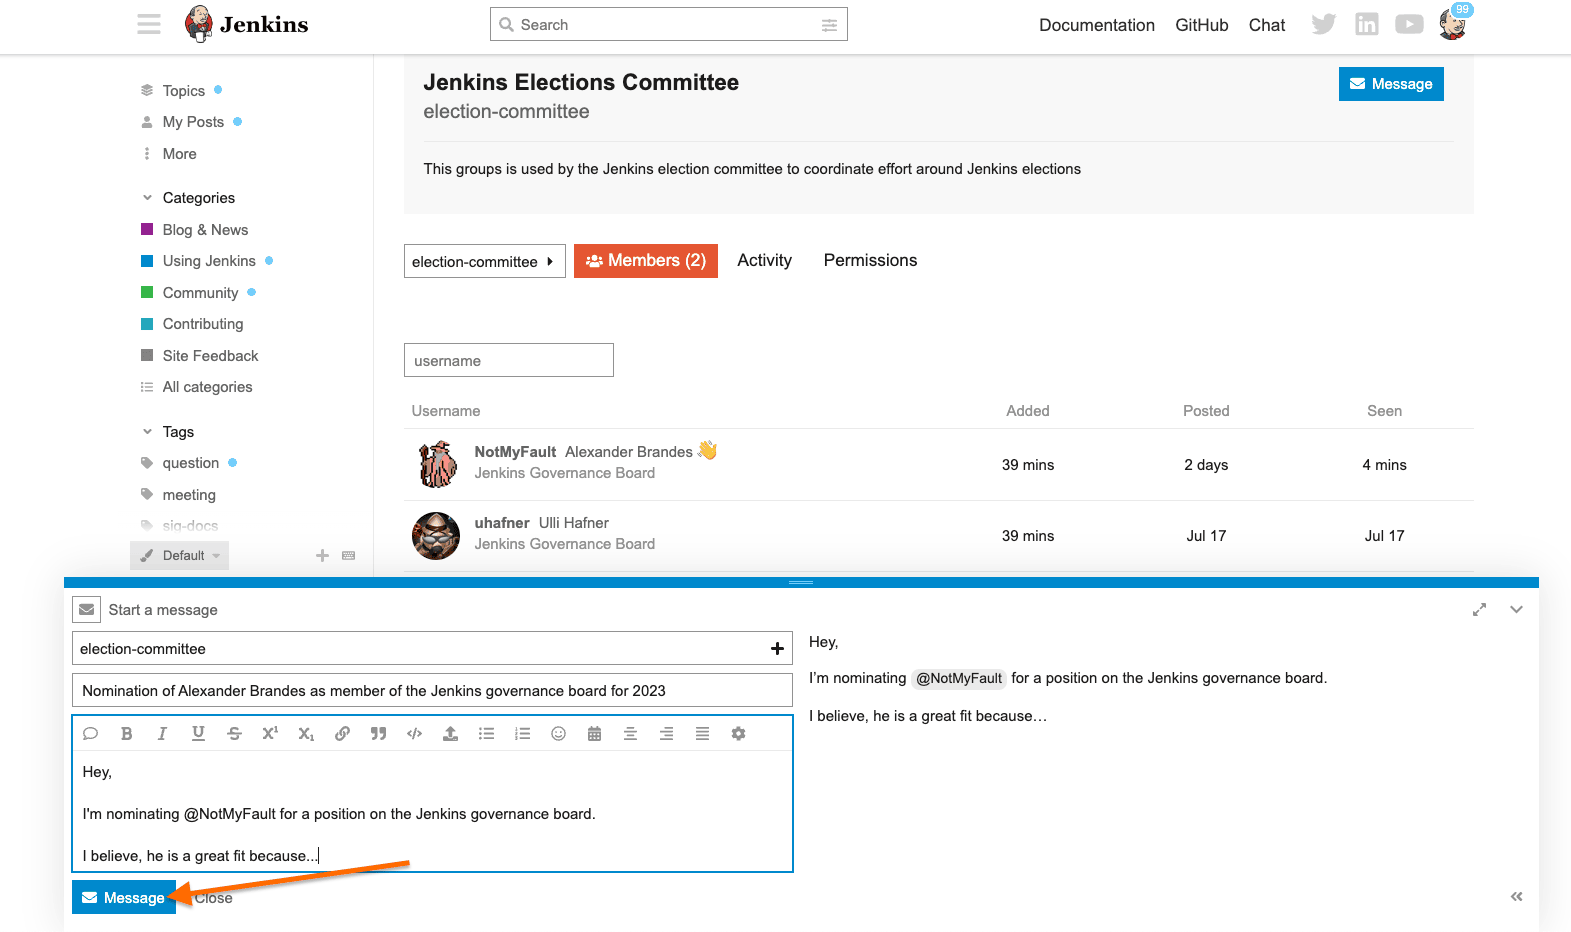 Jenkins
Search
Documentation
GitHub
Chat
99
Topics
My Posts
More
Categories
Blog & News
Using Jenkins
Community
Contributing
Site Feedback
All categories
Tags
question
meeting
sig-docs
Default
Jenkins Elections Committee
election-committee
Message
This groups is used by the Jenkins election committee to coordinate effort around Jenkins elections
election-committee
Members (2)
Activity
Permissions
username
Username Added Posted Seen
NotMyFault Alexander Brandes 👋
Jenkins Governance Board
39 mins 2 days 4 mins
uhafner Ulli Hafner
Jenkins Governance Board
39 mins Jul 17 Jul 17
Start a message
election-committee
Nomination of Alexander Brandes as member of the Jenkins governance board for 2023
Hey,
I'm nominating @NotMyFault for a position on the Jenkins governance board.
I believe, he is a great fit because...
Message
Close
Hey,
I’m nominating @NotMyFault for a position on the Jenkins governance board.
I believe, he is a great fit because…